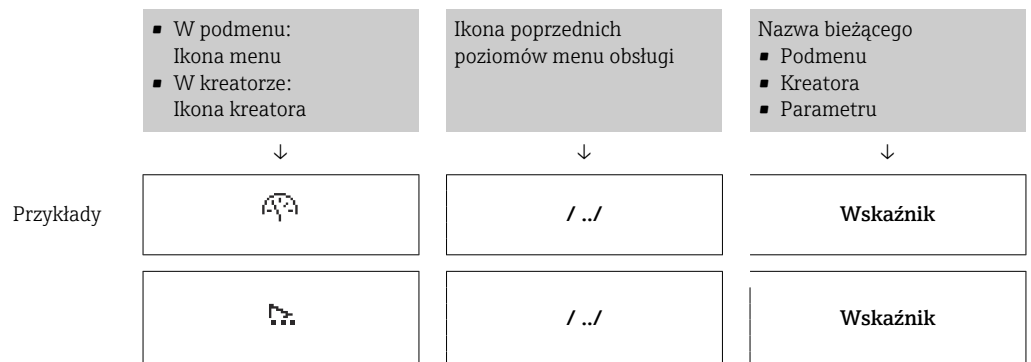 ▪ W podmenu:
Ikona menu
▪ W kreatorze:
Ikona kreatora
Ikona poprzednich
poziomów menu obsługi
Nazwa bieżącego
▪ Podmenu
▪ Kreatora
▪ Parametru
↓ ↓ ↓
Przykłady
/ ../
Wskaźnik
/ ../
Wskaźnik